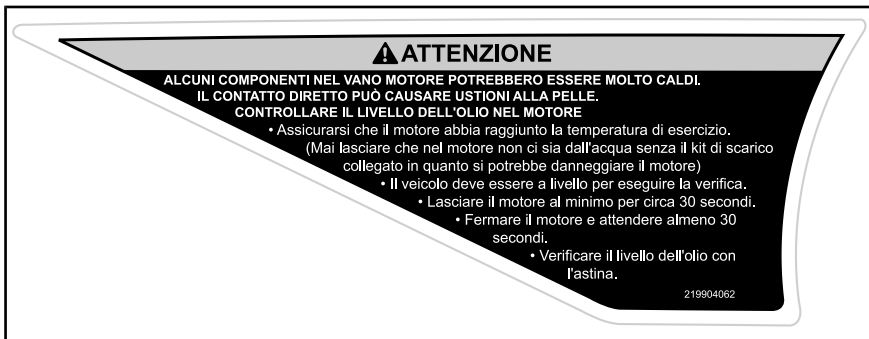 ATTENZIONE
ALCUNI COMPONENTI NEL VANO MOTORE POTREBBERO ESSERE MOLTO CALDI.
IL CONTATTO DIRETTO PUÒ CAUSARE USTIONI ALLA PELLE.
CONTROLLARE IL LIVELLO DELL'OLIO NEL MOTORE
• Assicurarsi che il motore abbia raggiunto la temperatura di esercizio.
(Mai lasciare che nel motore non ci sia dall'acqua senza il kit di scarico
collegato in quanto si potrebbe danneggiare il motore)
• Il veicolo deve essere a livello per eseguire la verifica.
• Lasciare il motore al minimo per circa 30 secondi.
• Fermare il motore e attendere almeno 30
secondi.
• Verificare il livello dell'olio con
l'astina.
219904062